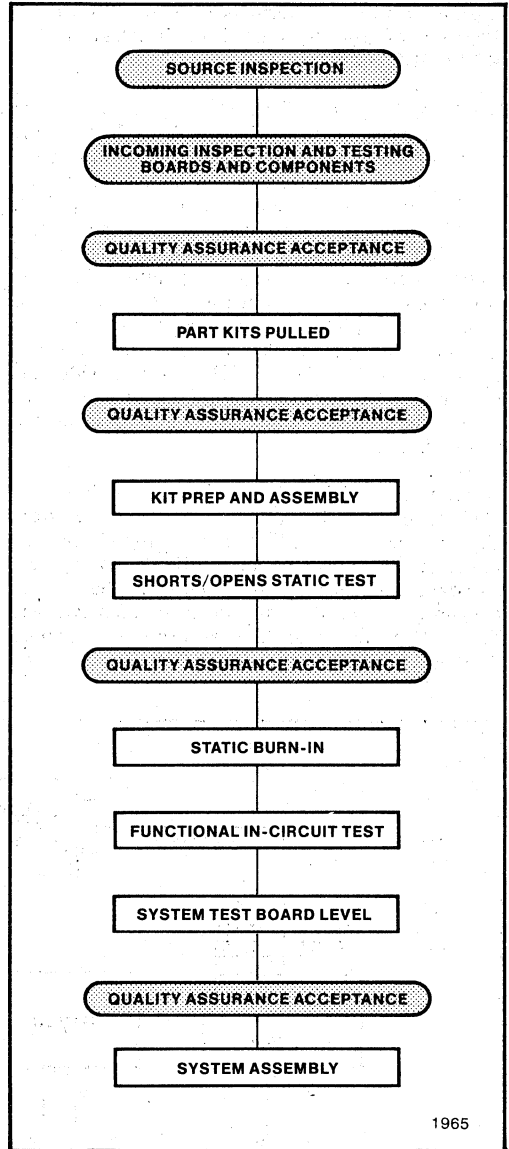 SOURCE INSPECTION
INCOMING INSPECTION AND TESTING
BOARDS AND COMPONENTS
QUALITY ASSURANCE ACCEPTANCE
PART KITS PULLED
QUALITY ASSURANCE ACCEPTANCE
KIT PREP AND ASSEMBLY
SHORTS/OPENS STATIC TEST
QUALITY ASSURANCE ACCEPTANCE
STATIC BURN-IN
FUNCTIONAL IN-CIRCUIT TEST
SYSTEM TEST BOARD LEVEL
QUALITY ASSURANCE ACCEPTANCE
SYSTEM ASSEMBLY
1965